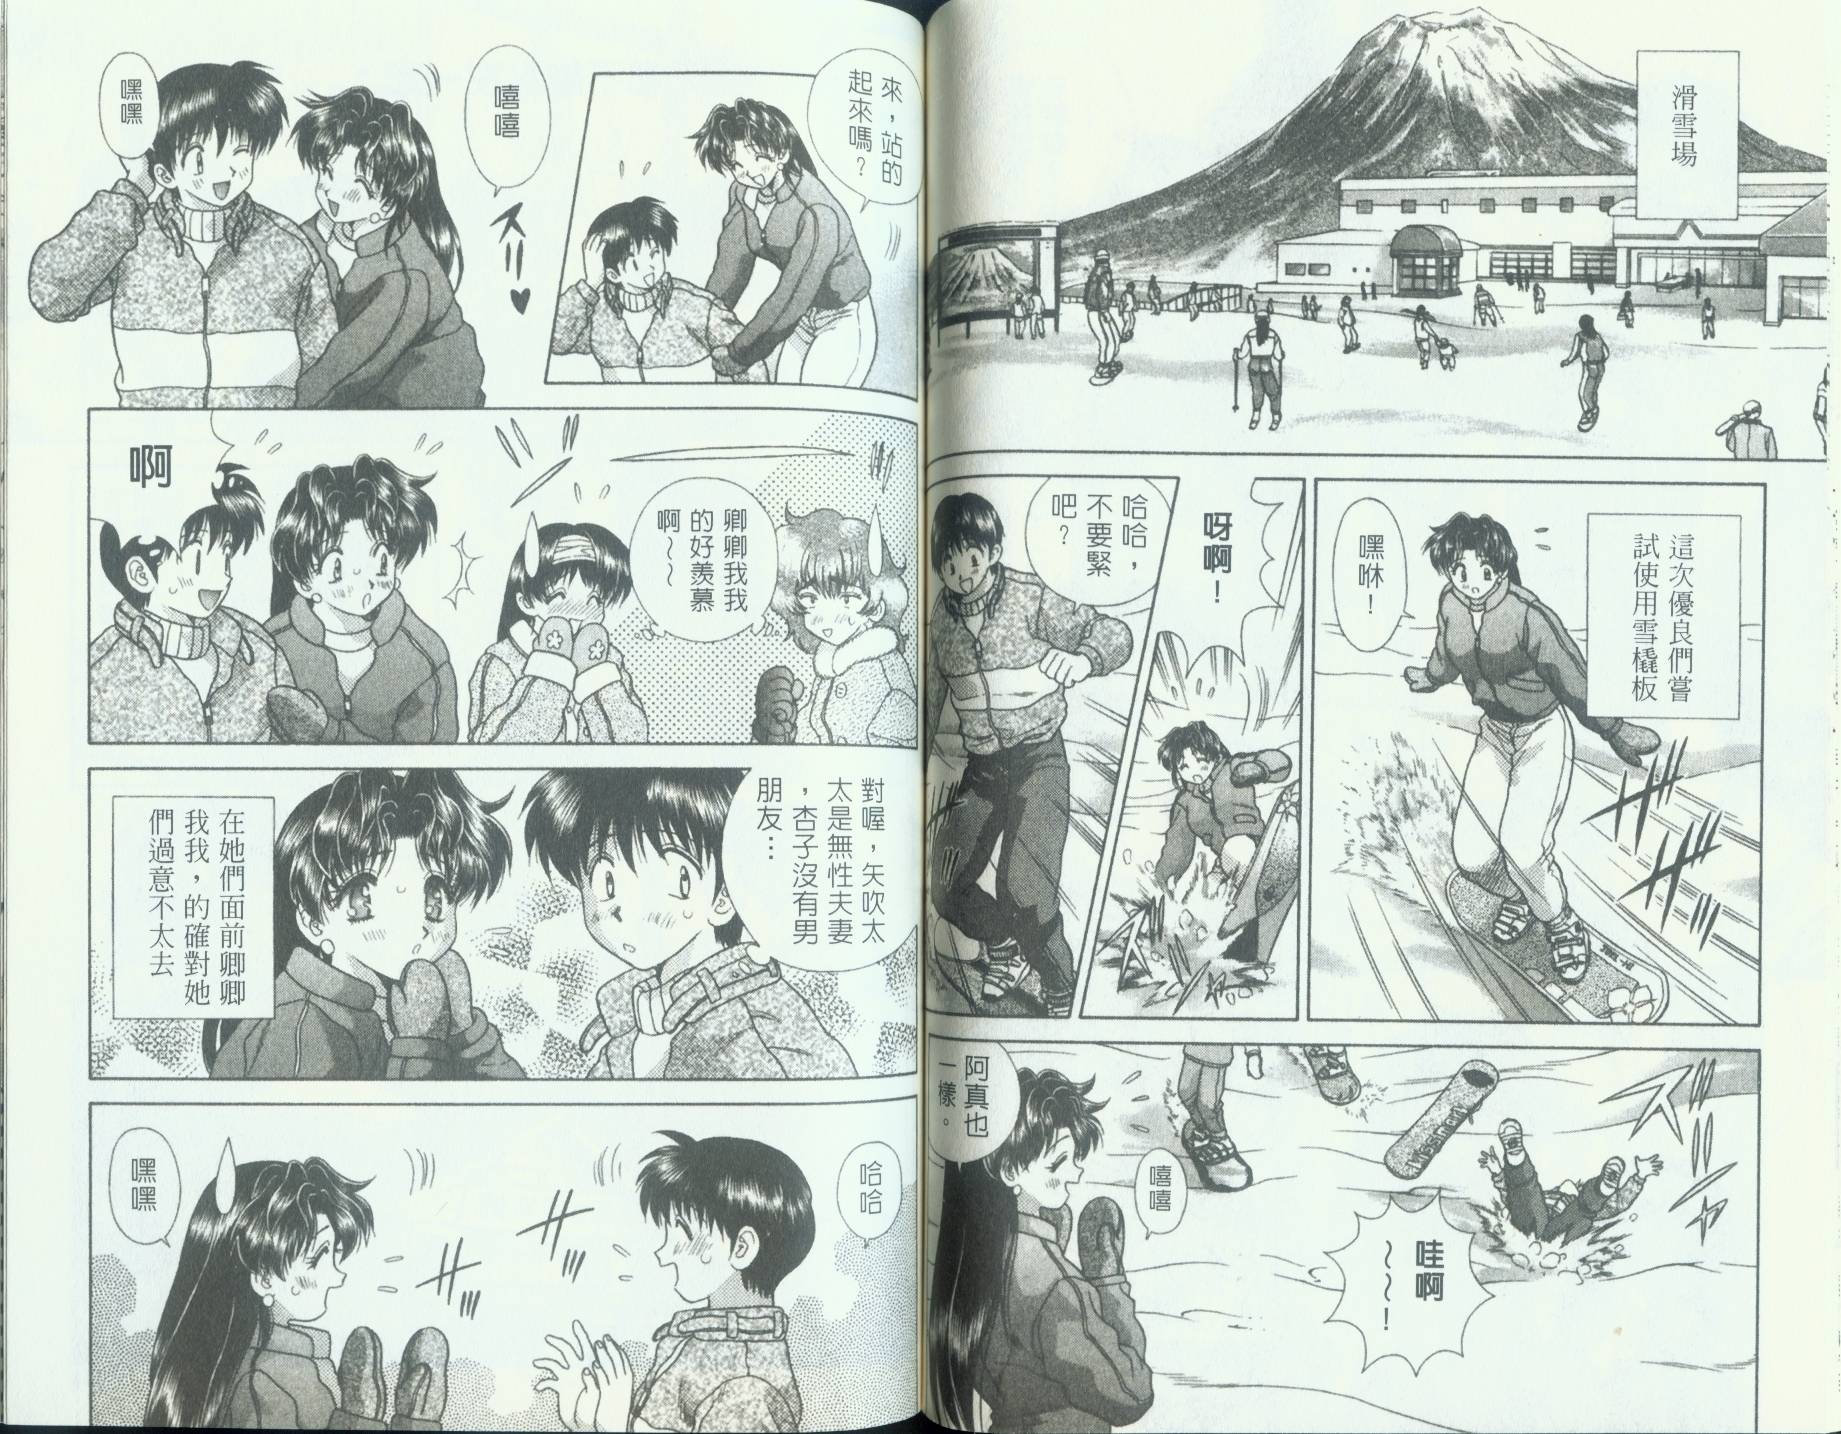 滑雪場
這次優良們嘗
試使用雪橇板
嘿咻！
呀啊！
哈哈，
不要緊
吧？
哇啊
～～！
嘻嘻
阿真也
一樣。
來，站的
起來嗎？
嘻嘻
ズリ♥
嘿嘿
卿卿我我
的好羨慕
啊～～
啊
對喔，矢吹太
太是無性夫妻
，杏子沒有男
朋友…
在她們面前卿卿
我我，的確對她
們過意不太去
哈哈
嘿嘿